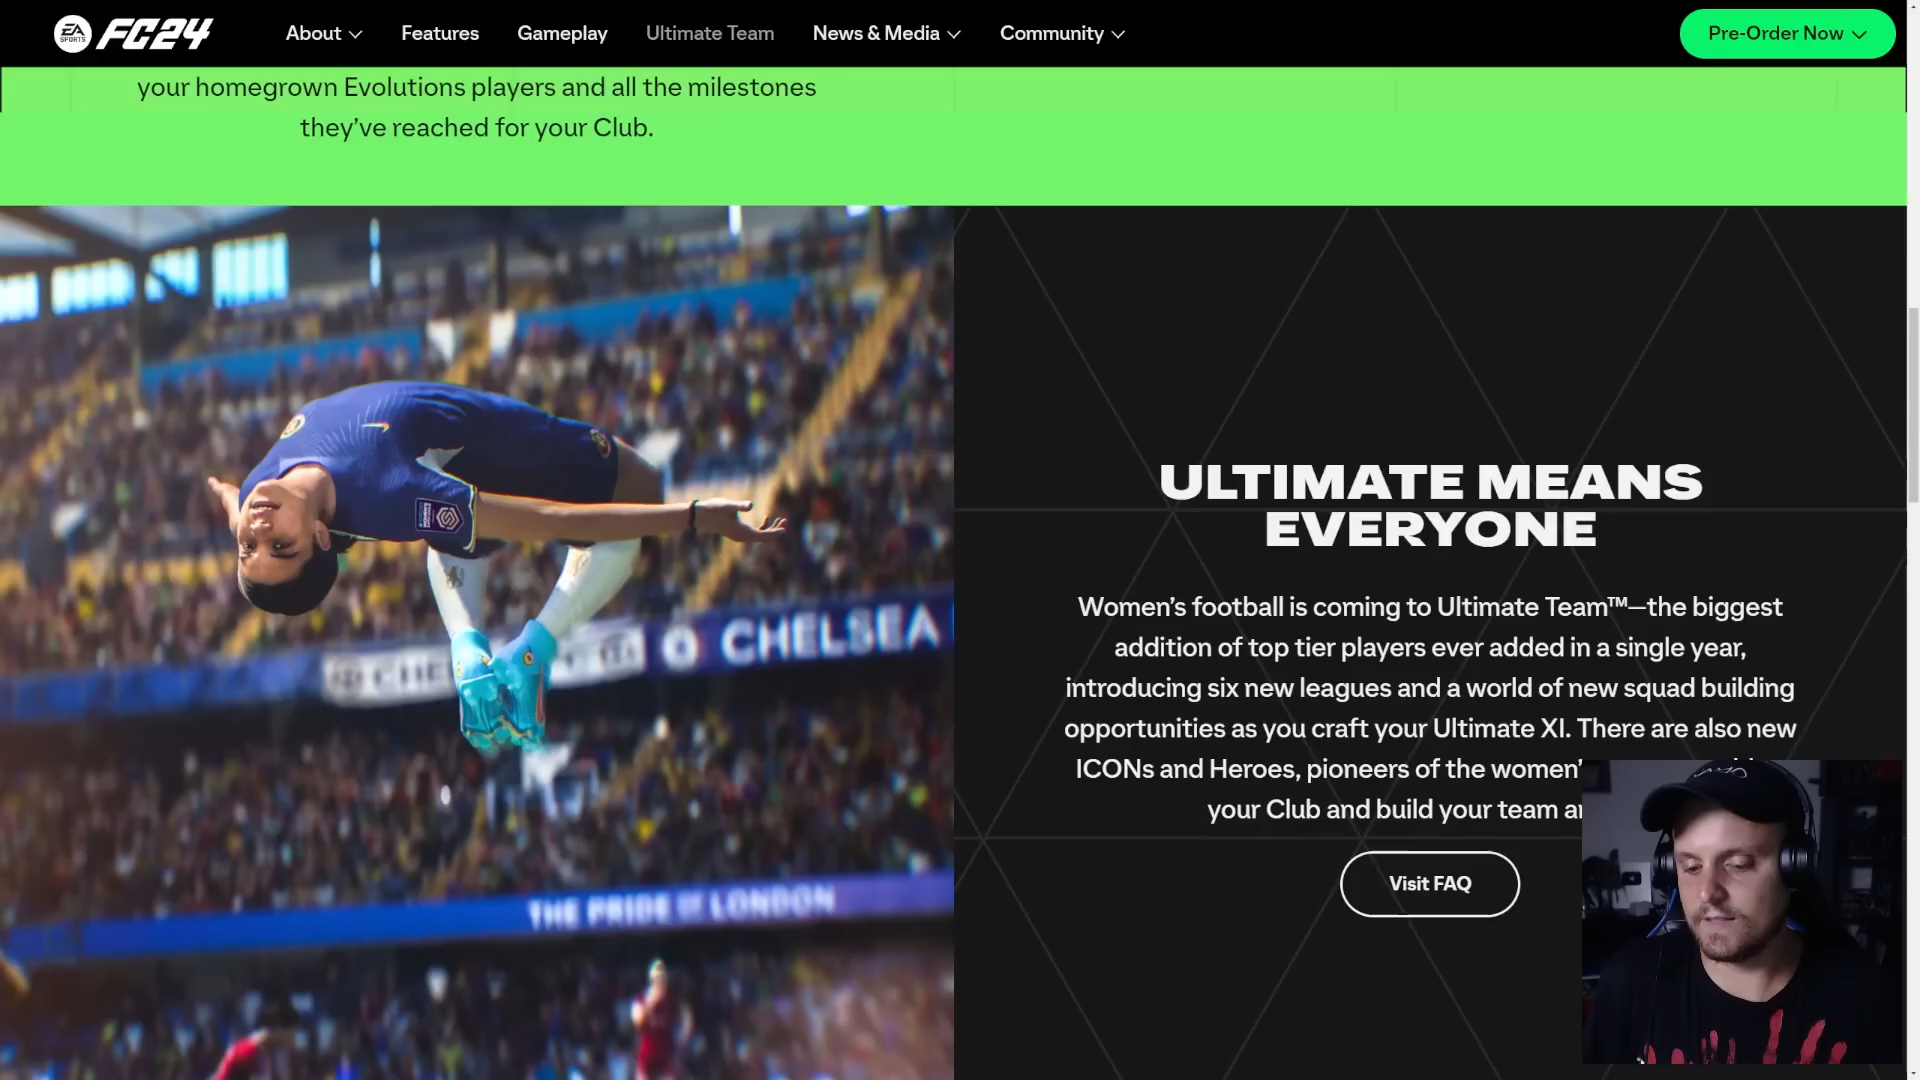 EA SPORTS FC24 About Features Gameplay Ultimate Team News & Media Community Pre-Order Now
your homegrown Evolutions players and all the milestones
they’ve reached for your Club.
CHELSEA
THE PRIDE OF LONDON
ULTIMATE MEANS
EVERYONE
Women’s football is coming to Ultimate Team™—the biggest
addition of top tier players ever added in a single year,
introducing six new leagues and a world of new squad building
opportunities as you craft your Ultimate XI. There are also new
ICONs and Heroes, pioneers of the women’
your Club and build your team
Visit FAQ